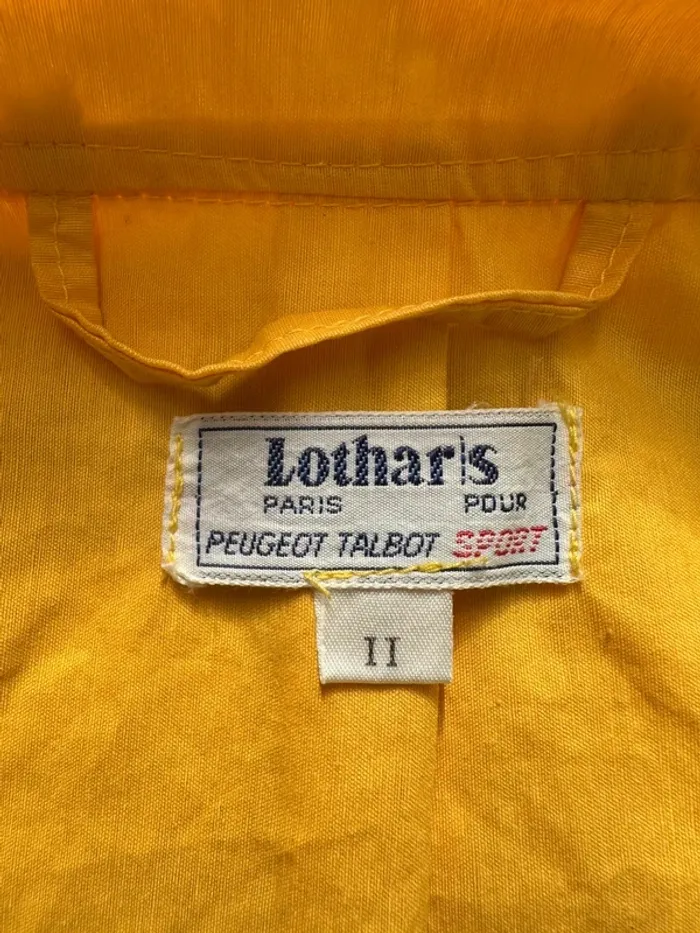 Lothar's
PARIS POUR
PEUGEOT TALBOT SPORT
II